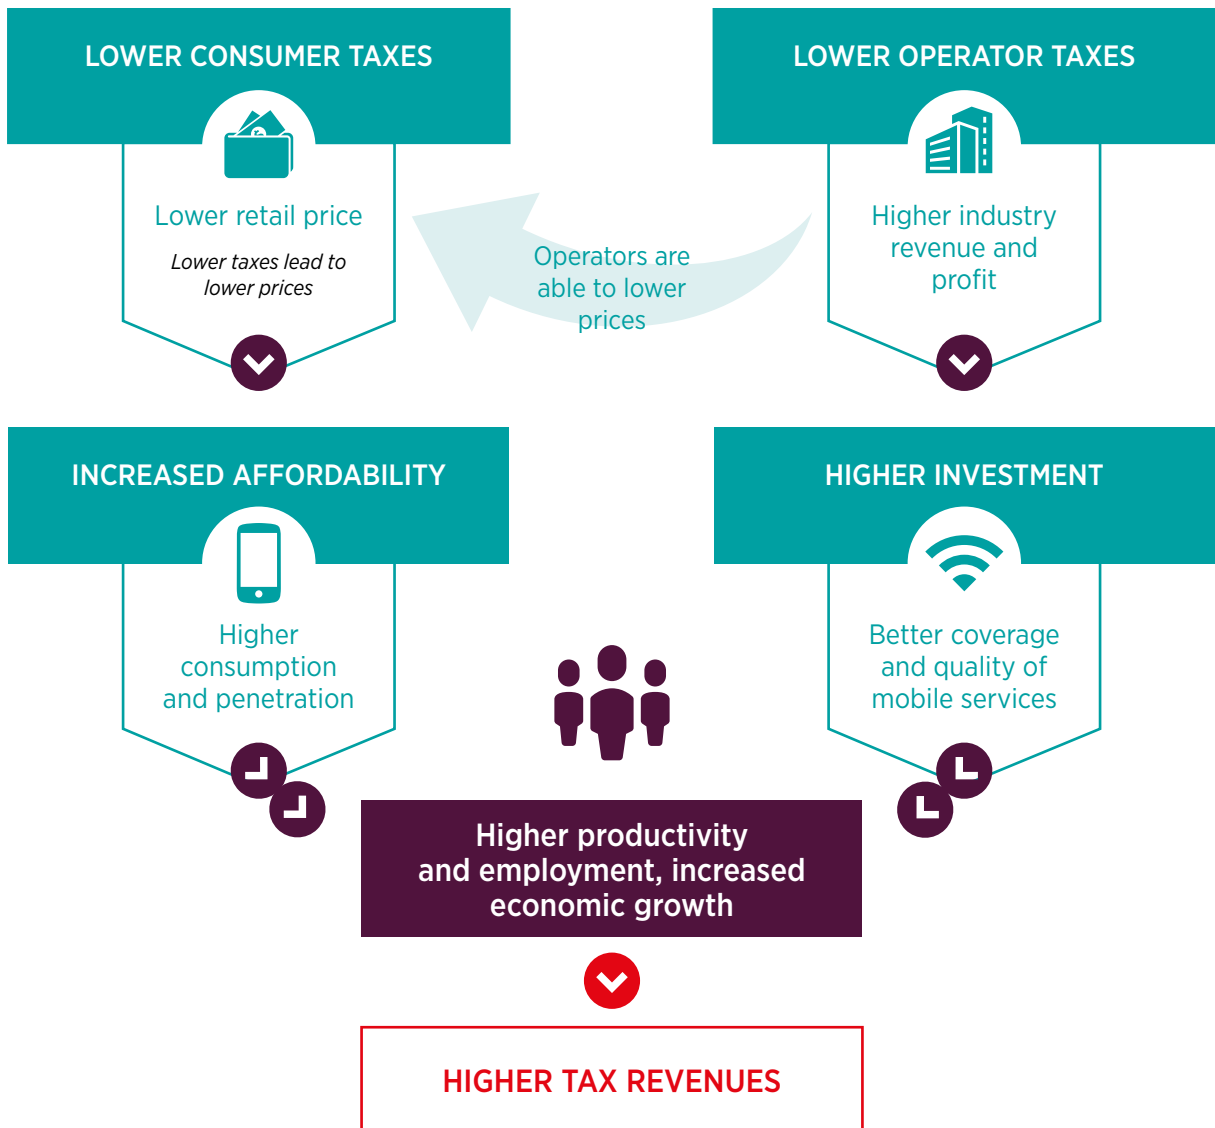 LOWER CONSUMER TAXES
Lower retail price
Lower taxes lead to
lower prices
LOWER OPERATOR TAXES
Higher industry
revenue and
profit
Operators are
able to lower
prices
INCREASED AFFORDABILITY
Higher
consumption
and penetration
HIGHER INVESTMENT
Better coverage
and quality of
mobile services
Higher productivity
and employment, increased
economic growth
HIGHER TAX REVENUES